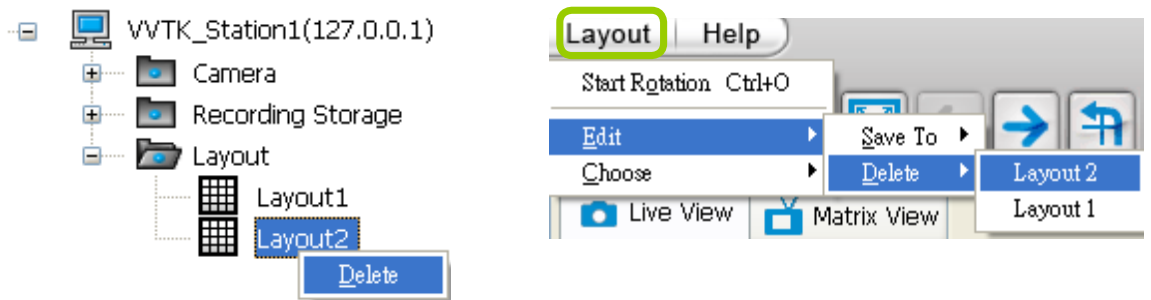 VVTK_Station1(127.0.0.1)
Camera
Recording Storage
Layout
Layout1
Layout2
Delete
Layout Help
Start Rotation Ctrl+O
Edit
Choose
Save To
Delete
Layout 2
Layout 1
Live View
Matrix View